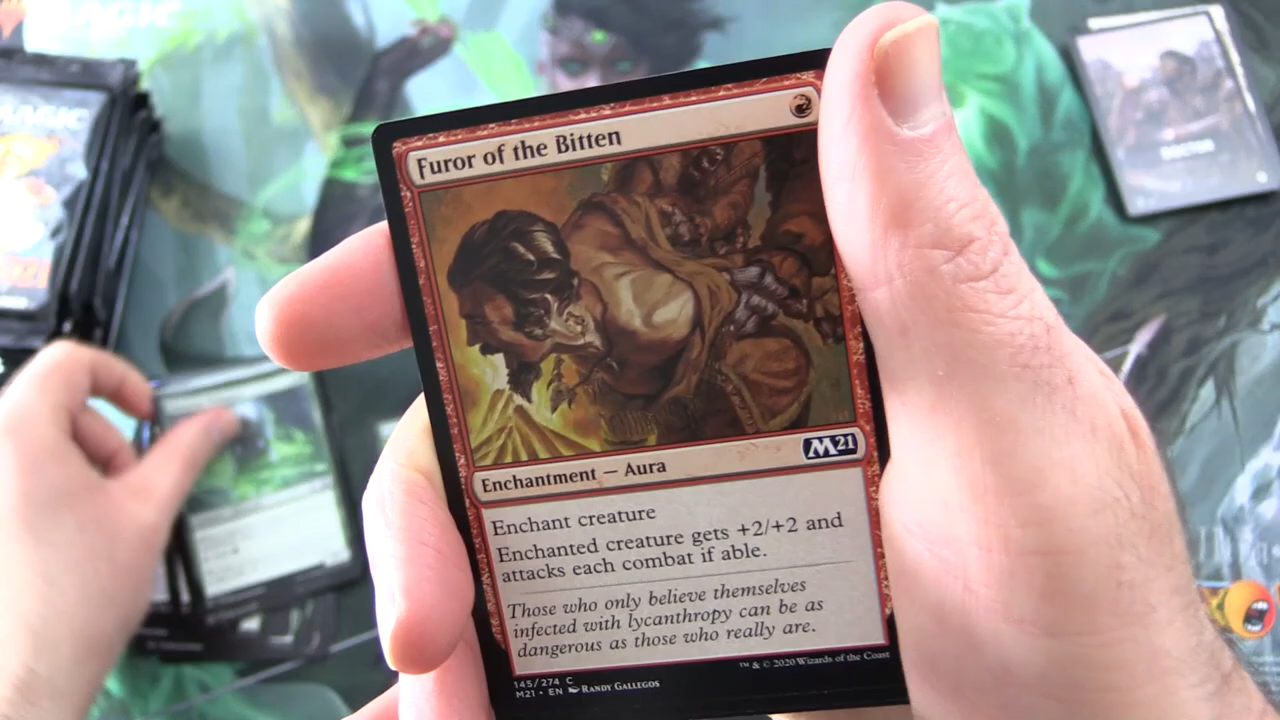 MAGIC
MAGIC
Furor of the Bitten
M21
Enchantment — Aura
Enchant creature
Enchanted creature gets +2/+2 and
attacks each combat if able.
Those who only believe themselves
infected with lycanthropy can be as
dangerous as those who really are.
145/274 C
M21 • EN RANDY GALLEGOS
™ & © 2020 Wizards of the Coast